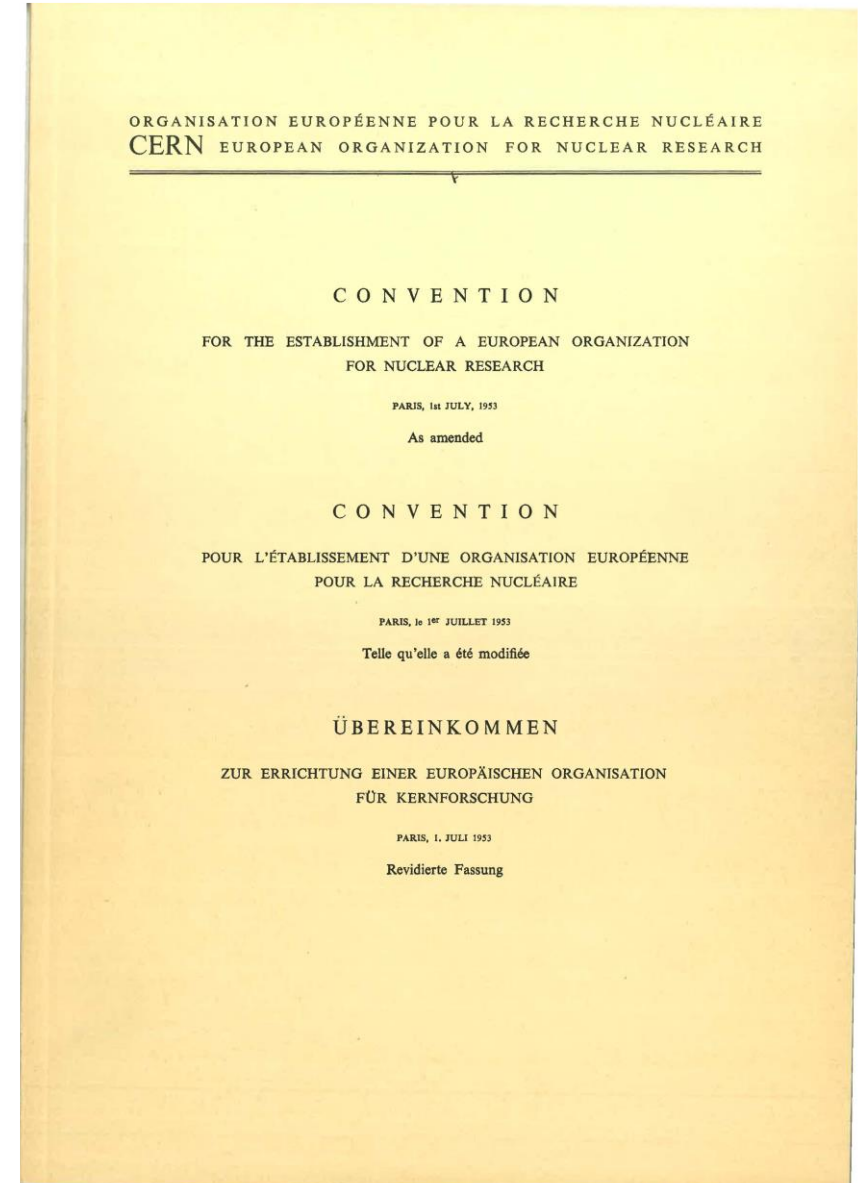 ORGANISATION EUROPÉENNE POUR LA RECHERCHE NUCLÉAIRE
CERN EUROPEAN ORGANIZATION FOR NUCLEAR RESEARCH
CONVENTION
FOR THE ESTABLISHMENT OF A EUROPEAN ORGANIZATION
FOR NUCLEAR RESEARCH
PARIS, 1st JULY, 1953
As amended
CONVENTION
POUR L'ÉTABLISSEMENT D'UNE ORGANISATION EUROPÉENNE
POUR LA RECHERCHE NUCLÉAIRE
PARIS, le 1er JUILLET 1953
Telle qu'elle a été modifiée
ÜBEREINKOMMEN
ZUR ERRICHTUNG EINER EUROPÄISCHEN ORGANISATION
FÜR KERNFORSCHUNG
PARIS, 1. JULI 1953
Revidierte Fassung